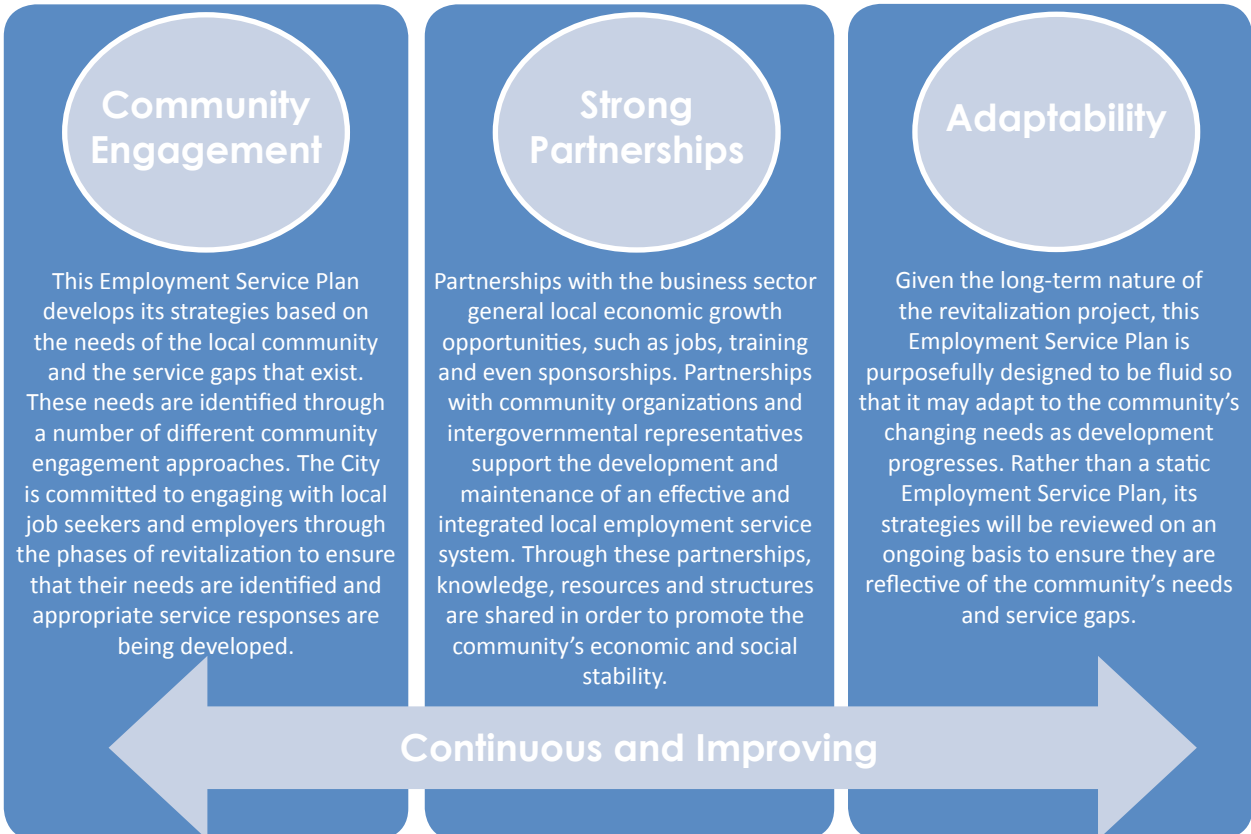 Community
Engagement
This Employment Service Plan
develops its strategies based on
the needs of the local community
and the service gaps that exist.
These needs are identified through
a number of different community
engagement approaches. The City
is committed to engaging with local
job seekers and employers through
the phases of revitalization to ensure
that their needs are identified and
appropriate service responses are
being developed.
Strong
Partnerships
Partnerships with the business sector
general local economic growth
opportunities, such as jobs, training
and even sponsorships. Partnerships
with community organizations and
intergovernmental representatives
support the development and
maintenance of an effective and
integrated local employment service
system. Through these partnerships,
knowledge, resources and structures
are shared in order to promote the
community’s economic and social
stability.
Adaptability
Given the long-term nature of
the revitalization project, this
Employment Service Plan is
purposefully designed to be fluid so
that it may adapt to the community’s
changing needs as development
progresses. Rather than a static
Employment Service Plan, its
strategies will be reviewed on an
ongoing basis to ensure they are
reflective of the community’s needs
and service gaps.
Continuous and Improving